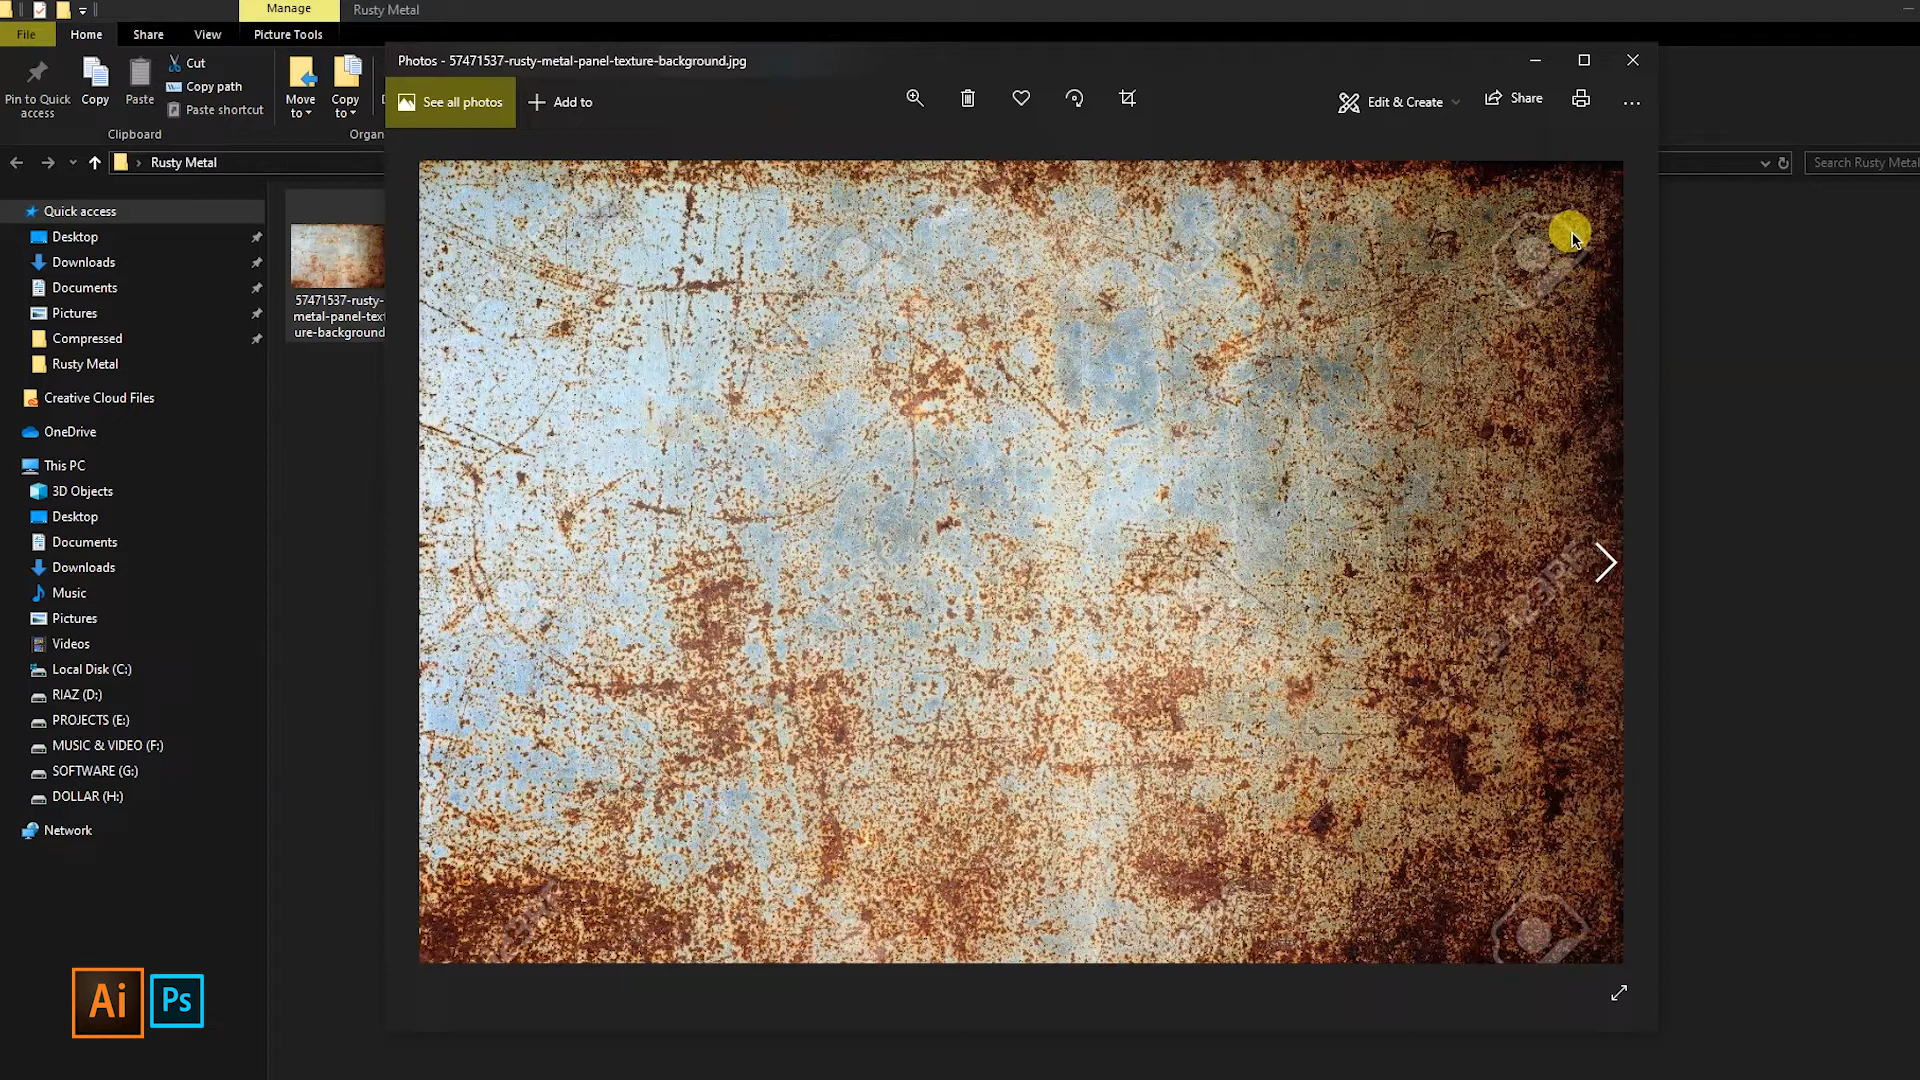 Manage
Rusty Metal
File
Home
Share
View
Picture Tools
Pin to Quick
access
Copy
Paste
Cut
Copy path
Paste shortcut
Move
to
Copy
to
Clipboard
Organ
Rusty Metal
Search Rusty Metal
Photos - 57471537-rusty-metal-panel-texture-background.jpg
See all photos
Add to
Edit & Create
Share
Quick access
Desktop
Downloads
Documents
Pictures
Compressed
Rusty Metal
Creative Cloud Files
OneDrive
This PC
3D Objects
Desktop
Documents
Downloads
Music
Pictures
Videos
Local Disk (C:)
RIAZ (D:)
PROJECTS (E:)
MUSIC & VIDEO (F:)
SOFTWARE (G:)
DOLLAR (H:)
Network
57471537-rusty-
metal-panel-text
ure-background
123RF
Ai
Ps